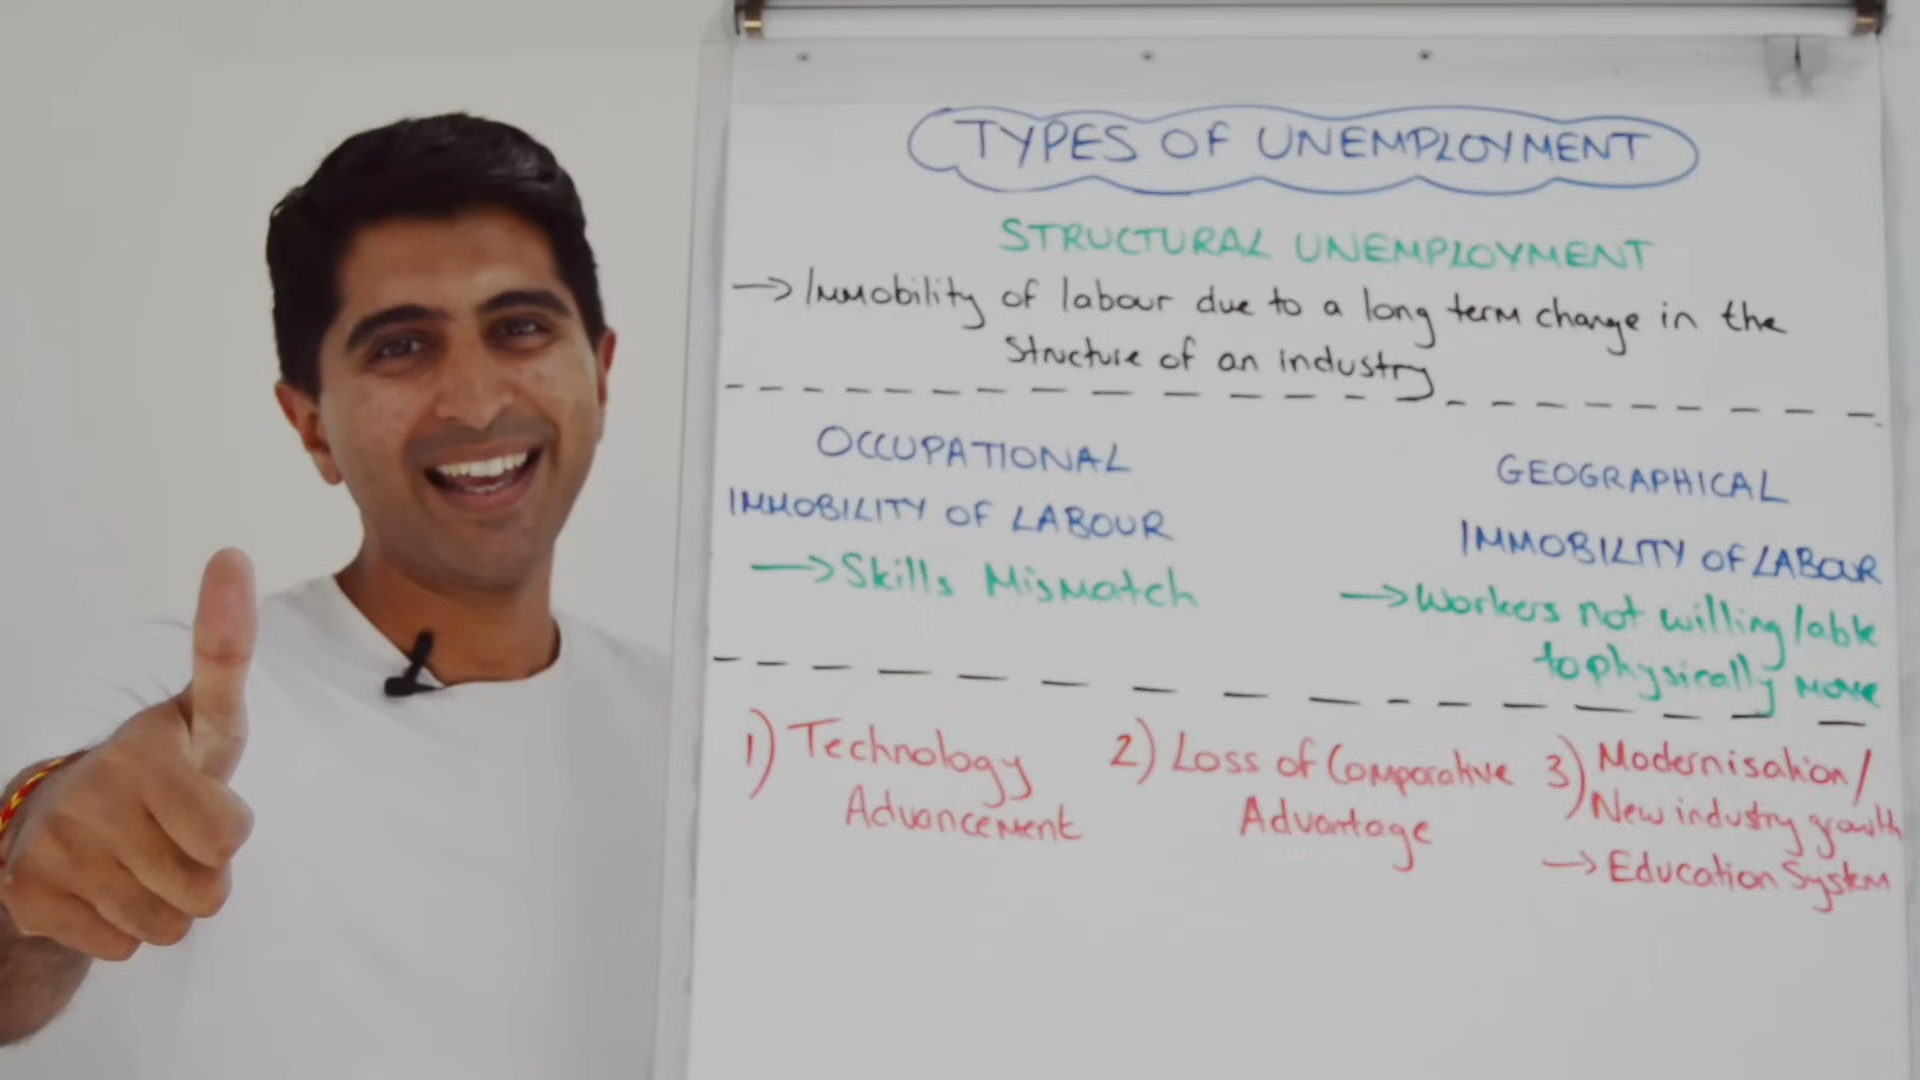 TYPES OF UNEMPLOYMENT
STRUCTURAL UNEMPLOYMENT
→ Immobility of labour due to a long term change in the
structure of an industry
OCCUPATIONAL
IMMOBILITY OF LABOUR
→ Skills Mismatch
GEOGRAPHICAL
IMMOBILITY OF LABOUR
→ Workers not willing/able
to physically move
1) Technology
Advancement
2) Loss of Comparative
Advantage
3) Modernisation/
New industry growth
→ Education System